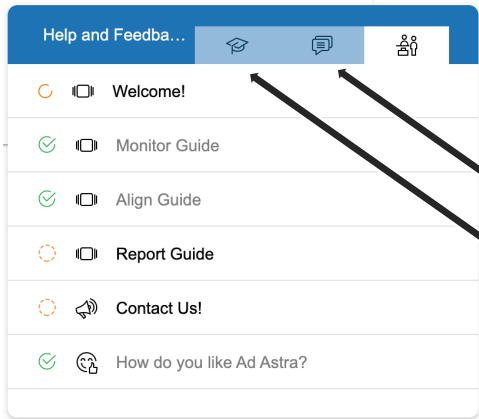 Help and Feedba...
Welcome!
Monitor Guide
Align Guide
Report Guide
Contact Us!
How do you like Ad Astra?